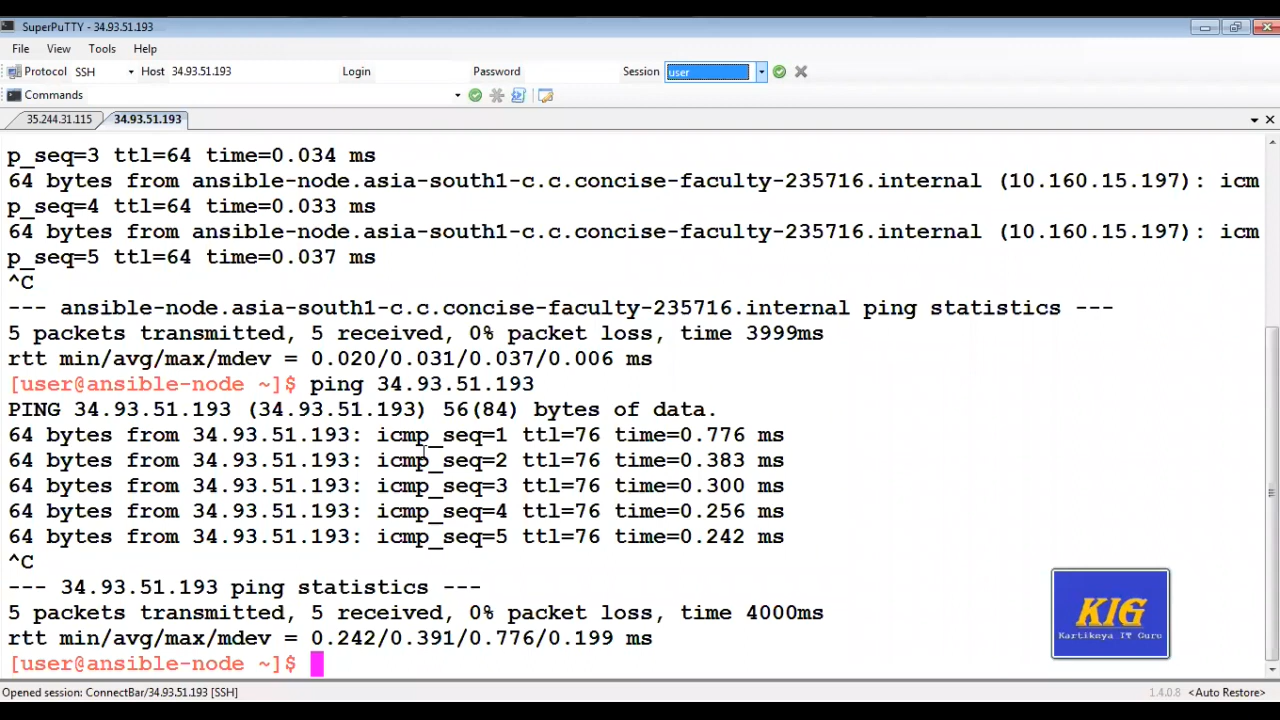 SuperPuTTY - 34.93.51.193
File View Tools Help
Protocol SSH Host 34.93.51.193 Login Password Session user
Commands
35.244.31.115 34.93.51.193
p_seq=3 ttl=64 time=0.034 ms
64 bytes from ansible-node.asia-south1-c.c.concise-faculty-235716.internal (10.160.15.197): icm
p_seq=4 ttl=64 time=0.033 ms
64 bytes from ansible-node.asia-south1-c.c.concise-faculty-235716.internal (10.160.15.197): icm
p_seq=5 ttl=64 time=0.037 ms
^C
--- ansible-node.asia-south1-c.c.concise-faculty-235716.internal ping statistics ---
5 packets transmitted, 5 received, 0% packet loss, time 3999ms
rtt min/avg/max/mdev = 0.020/0.031/0.037/0.006 ms
[user@ansible-node ~]$ ping 34.93.51.193
PING 34.93.51.193 (34.93.51.193) 56(84) bytes of data.
64 bytes from 34.93.51.193: icmp_seq=1 ttl=76 time=0.776 ms
64 bytes from 34.93.51.193: icmp_seq=2 ttl=76 time=0.383 ms
64 bytes from 34.93.51.193: icmp_seq=3 ttl=76 time=0.300 ms
64 bytes from 34.93.51.193: icmp_seq=4 ttl=76 time=0.256 ms
64 bytes from 34.93.51.193: icmp_seq=5 ttl=76 time=0.242 ms
^C
--- 34.93.51.193 ping statistics ---
5 packets transmitted, 5 received, 0% packet loss, time 4000ms
rtt min/avg/max/mdev = 0.242/0.391/0.776/0.199 ms
[user@ansible-node ~]$
KIG
Kartikeya IT Guru
Opened session: ConnectBar/34.93.51.193 [SSH] 1.4.0.8 <Auto Restore>